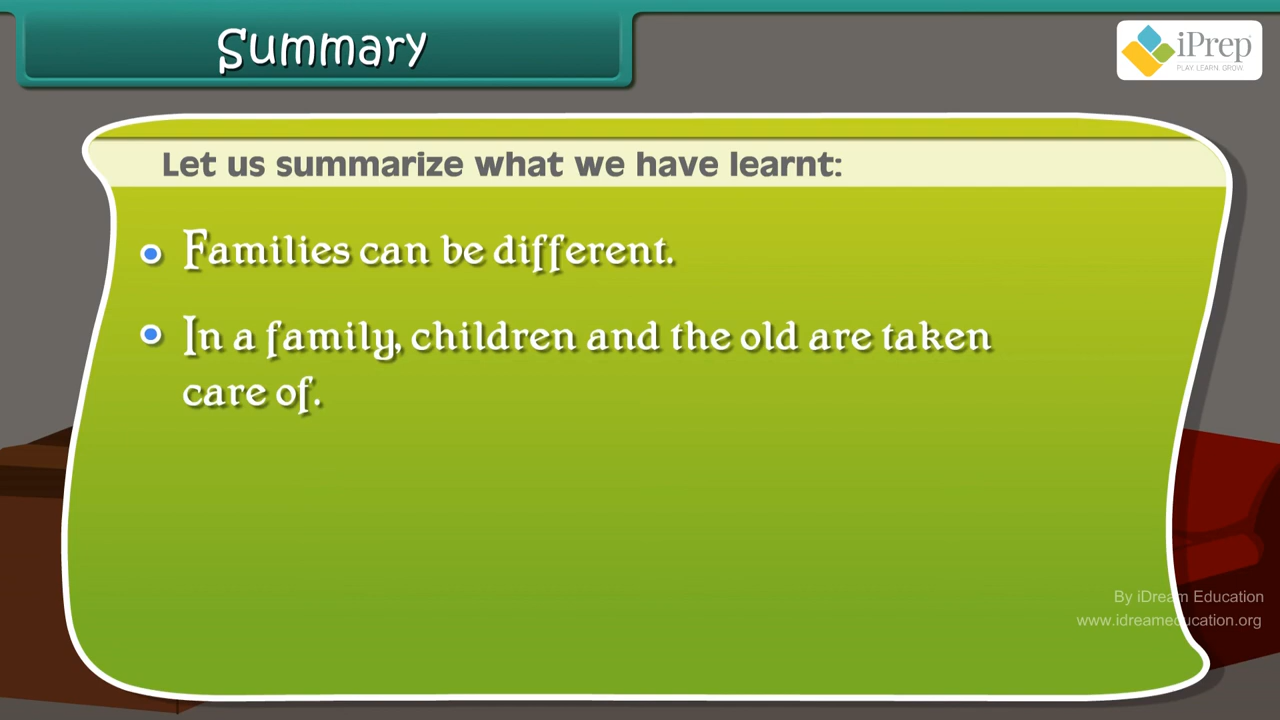 Summary
iPrep
PLAY. LEARN. GROW.
Let us summarize what we have learnt:
Families can be different.
In a family, children and the old are taken
care of.
By iDream Education
www.idreameducation.org